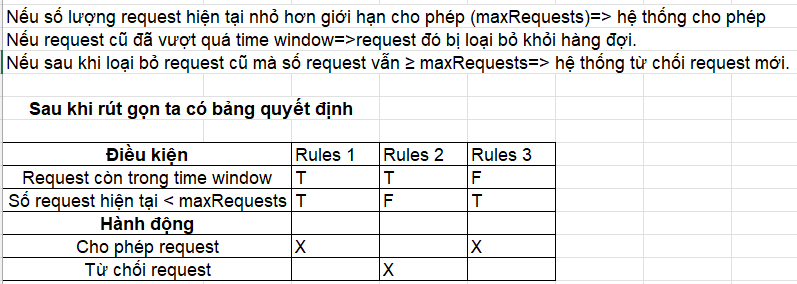 Nếu số lượng request hiện tại nhỏ hơn giới hạn cho phép (maxRequests)=> hệ thống cho phép
Nếu request cũ đã vượt quá time window=>request đó bị loại bỏ khỏi hàng đợi.
Nếu sau khi loại bỏ request cũ mà số request vẫn ≥ maxRequests=> hệ thống từ chối request mới.
Sau khi rút gọn ta có bảng quyết định
Điều kiện Rules 1 Rules 2 Rules 3
Request còn trong time window T T F
Số request hiện tại < maxRequests T F T
Hành động
Cho phép request X X
Từ chối request X